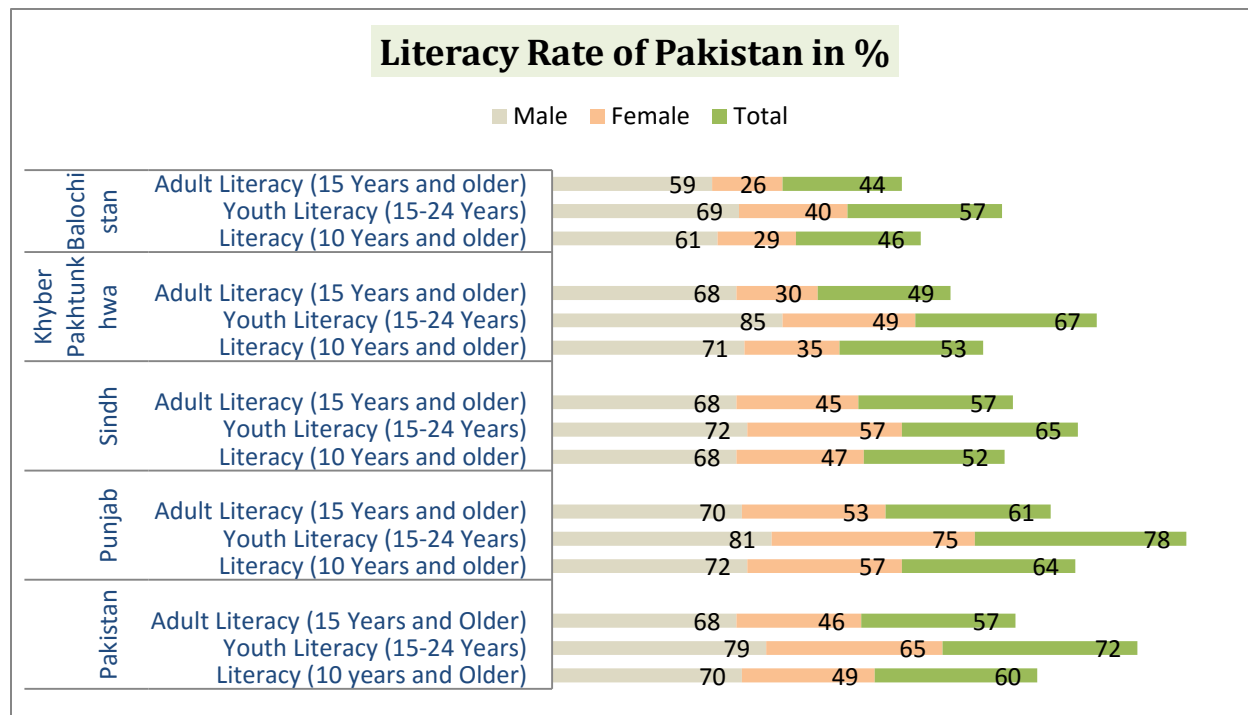 Literacy Rate of Pakistan in %
Male Female Total
Balochi
stan
Adult Literacy (15 Years and older) 59 26 44
Youth Literacy (15-24 Years) 69 40 57
Literacy (10 Years and older) 61 29 46
Khyber
Pakhtunk
hwa
Adult Literacy (15 Years and older) 68 30 49
Youth Literacy (15-24 Years) 85 49 67
Literacy (10 Years and older) 71 35 53
Sindh
Adult Literacy (15 Years and older) 68 45 57
Youth Literacy (15-24 Years) 72 57 65
Literacy (10 Years and older) 68 47 52
Punjab
Adult Literacy (15 Years and older) 70 53 61
Youth Literacy (15-24 Years) 81 75 78
Literacy (10 Years and older) 72 57 64
Pakistan
Adult Literacy (15 Years and Older) 68 46 57
Youth Literacy (15-24 Years) 79 65 72
Literacy (10 years and Older) 70 49 60